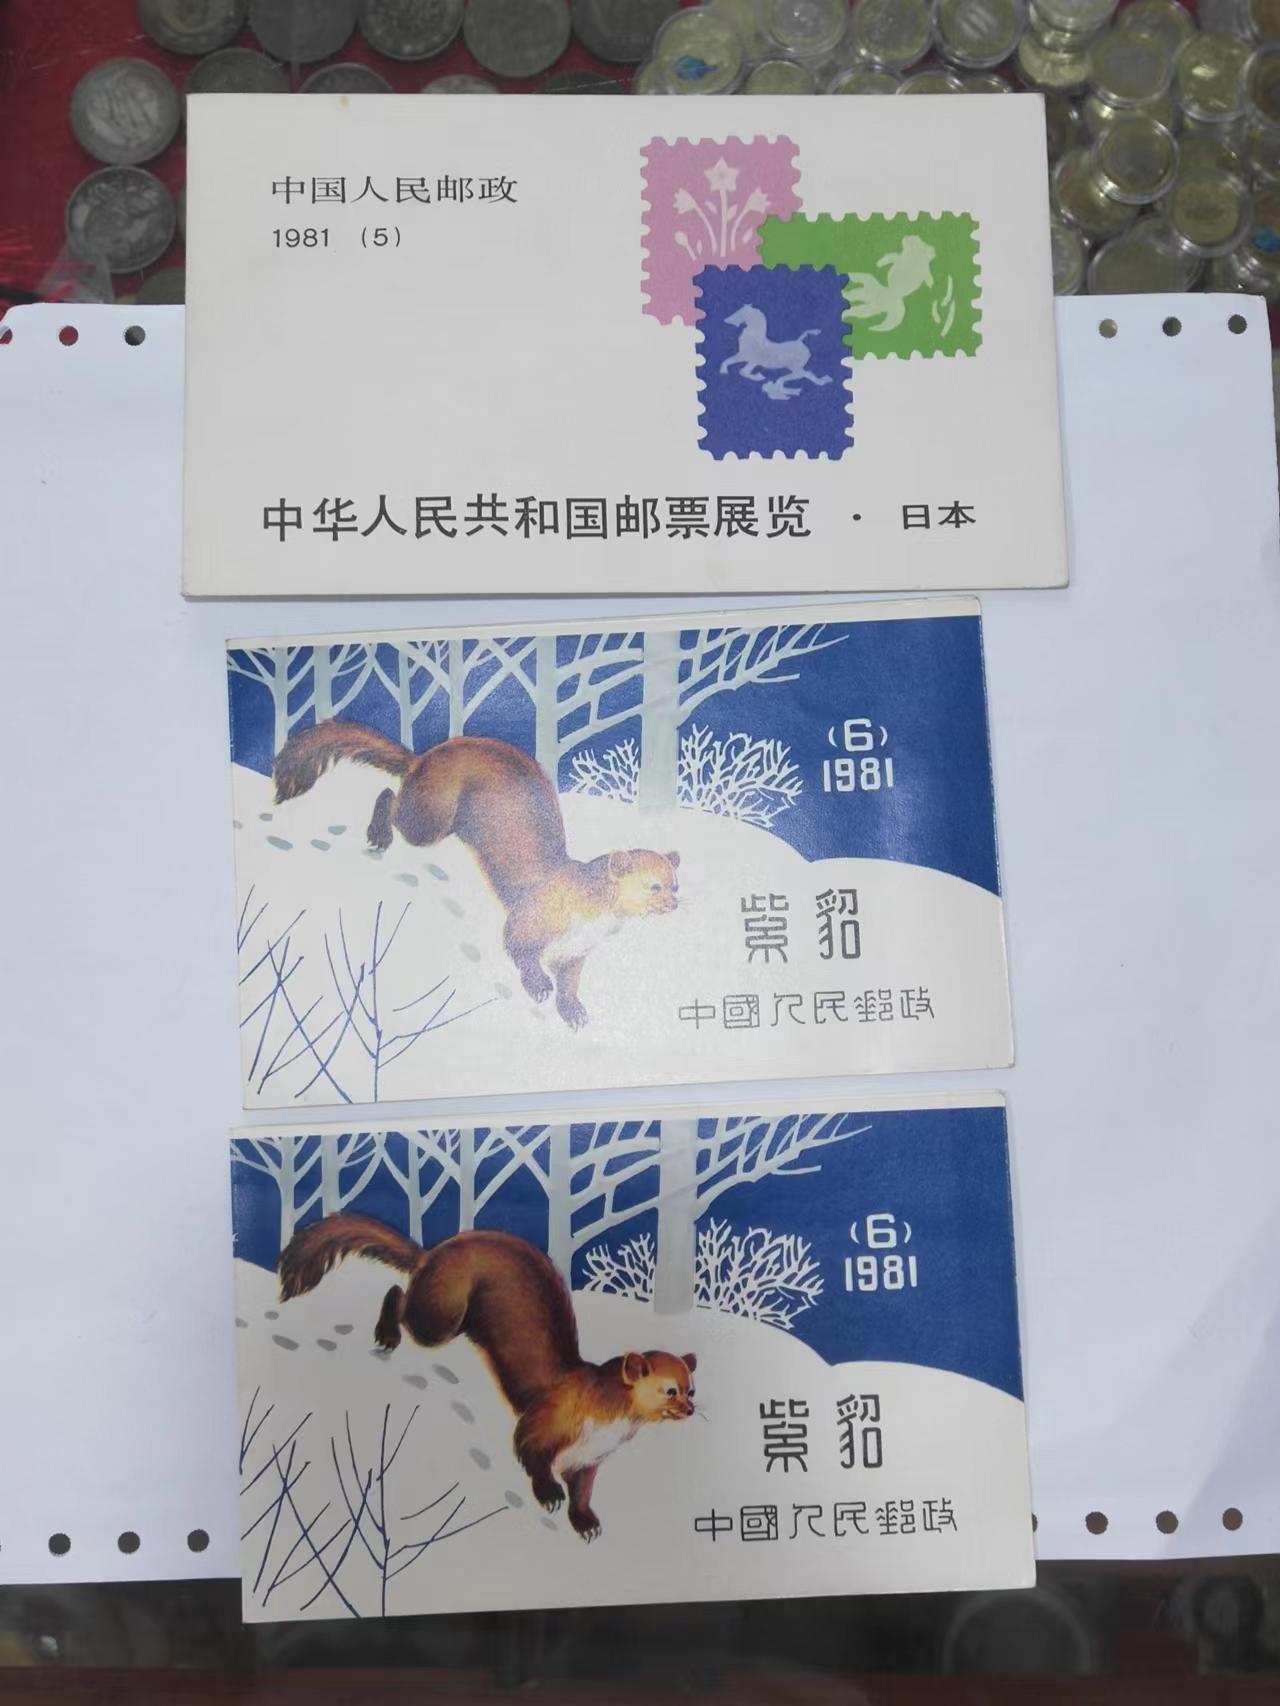 中国人民邮政
1981 (5)
中华人民共和国邮票展览 · 日本
(6)
1981
紫貂
中國人民郵政
(6)
1981
紫貂
中國人民郵政